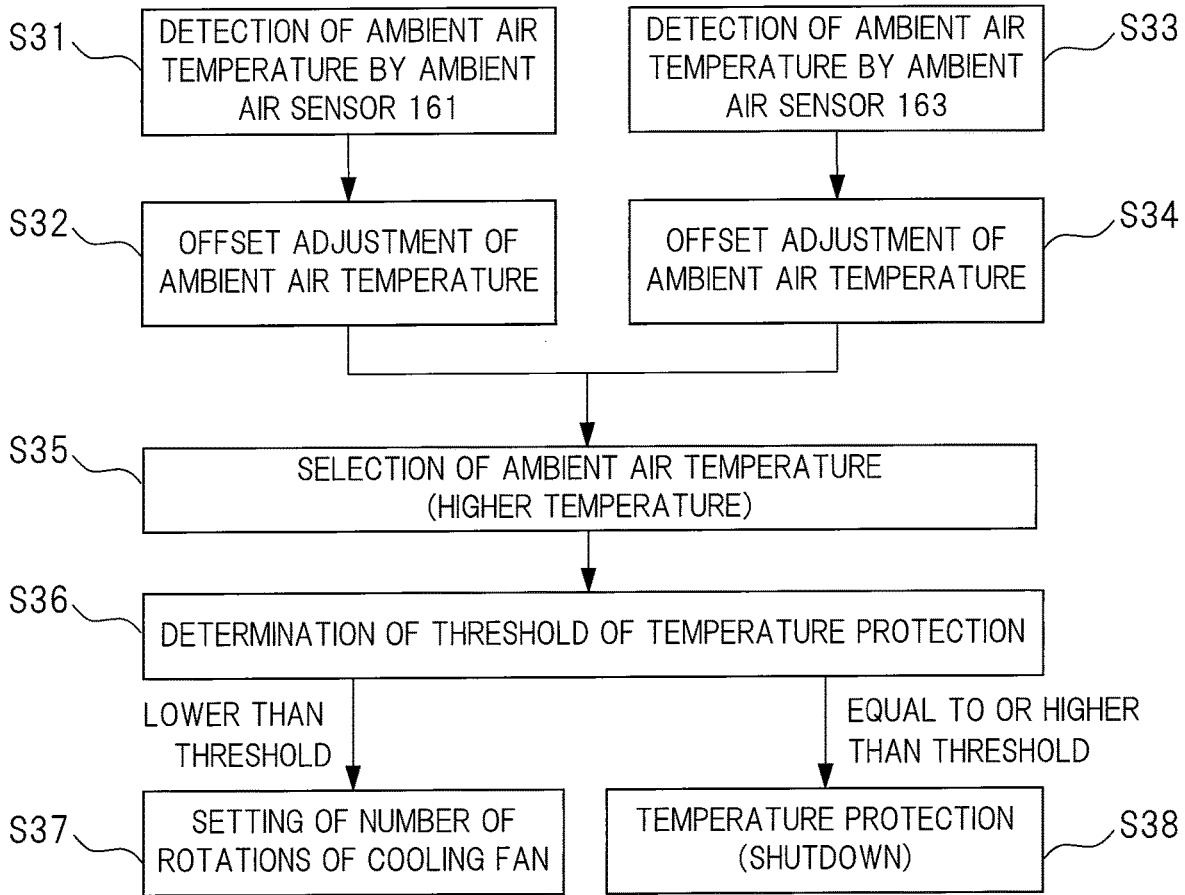 S31
DETECTION OF AMBIENT AIR
TEMPERATURE BY AMBIENT
AIR SENSOR 161
DETECTION OF AMBIENT AIR
TEMPERATURE BY AMBIENT
AIR SENSOR 163
S33
S32
OFFSET ADJUSTMENT OF
AMBIENT AIR TEMPERATURE
OFFSET ADJUSTMENT OF
AMBIENT AIR TEMPERATURE
S34
S35
SELECTION OF AMBIENT AIR TEMPERATURE
(HIGHER TEMPERATURE)
S36
DETERMINATION OF THRESHOLD OF TEMPERATURE PROTECTION
LOWER THAN
THRESHOLD
EQUAL TO OR HIGHER
THAN THRESHOLD
S37
SETTING OF NUMBER OF
ROTATIONS OF COOLING FAN
TEMPERATURE PROTECTION
(SHUTDOWN)
S38